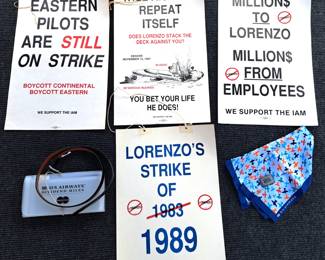 EASTERN
PILOTS
ARE STILL
ON STRIKE
BOYCOTT CONTINENTAL
BOYCOTT EASTERN
WE SUPPORT THE IAM
REPEAT
ITSELF
DOES LORENZO STACK THE
DECK AGAINST YOU?
YOU BET YOUR LIFE
HE DOES!
MILLION$
TO
LORENZO
MILLION$
FROM
EMPLOYEES
WE SUPPORT THE IAM
US AIRWAYS
DIVIDEND MILES
LORENZO'S
STRIKE
OF
1983
1989